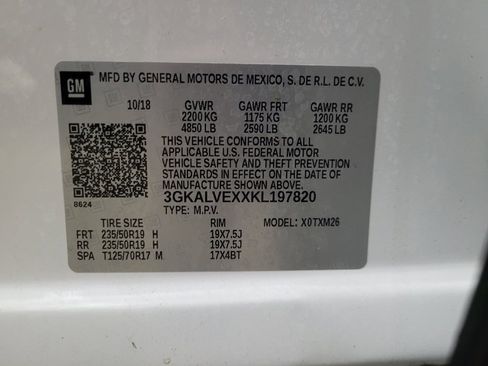 GM
MFD BY GENERAL MOTORS DE MEXICO, S. DE R.L. DE C.V.
10/18 GVWR GAWR FRT GAWR RR
2200 KG 1175 KG 1200 KG
4850 LB 2590 LB 2645 LB
THIS VEHICLE CONFORMS TO ALL
APPLICABLE U.S. FEDERAL MOTOR
VEHICLE SAFETY AND THEFT PREVENTION
STANDARDS IN EFFECT ON THE DATE OF
MANUFACTURE SHOWN ABOVE.
8624
3GKALVEXXKL197820
TYPE: M.P.V. MODEL: X0TXM26
TIRE SIZE RIM
FRT 235/50R19 H 19X7.5J
RR 235/50R19 H 19X7.5J
SPA T125/70R17 M 17X4BT